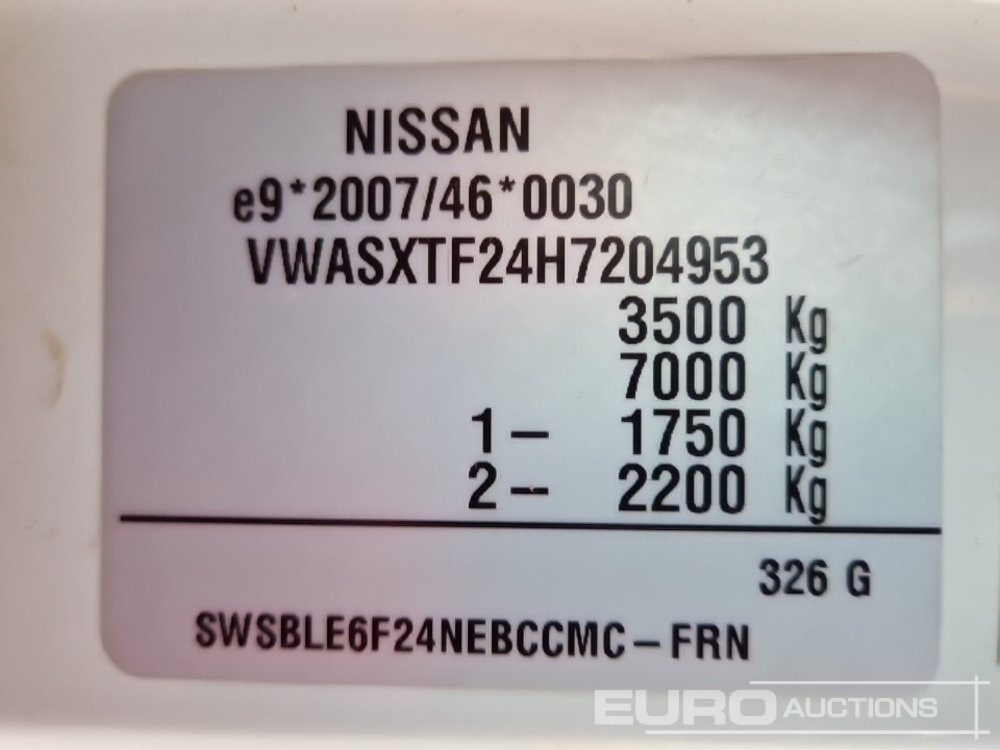 NISSAN
e9*2007/46*0030
VWASXTF24H7204953
3500 Kg
7000 Kg
1- 1750 Kg
2- 2200 Kg
326 G
SWSBLE6F24NEBCCMC-FRN
EURO AUCTIONS